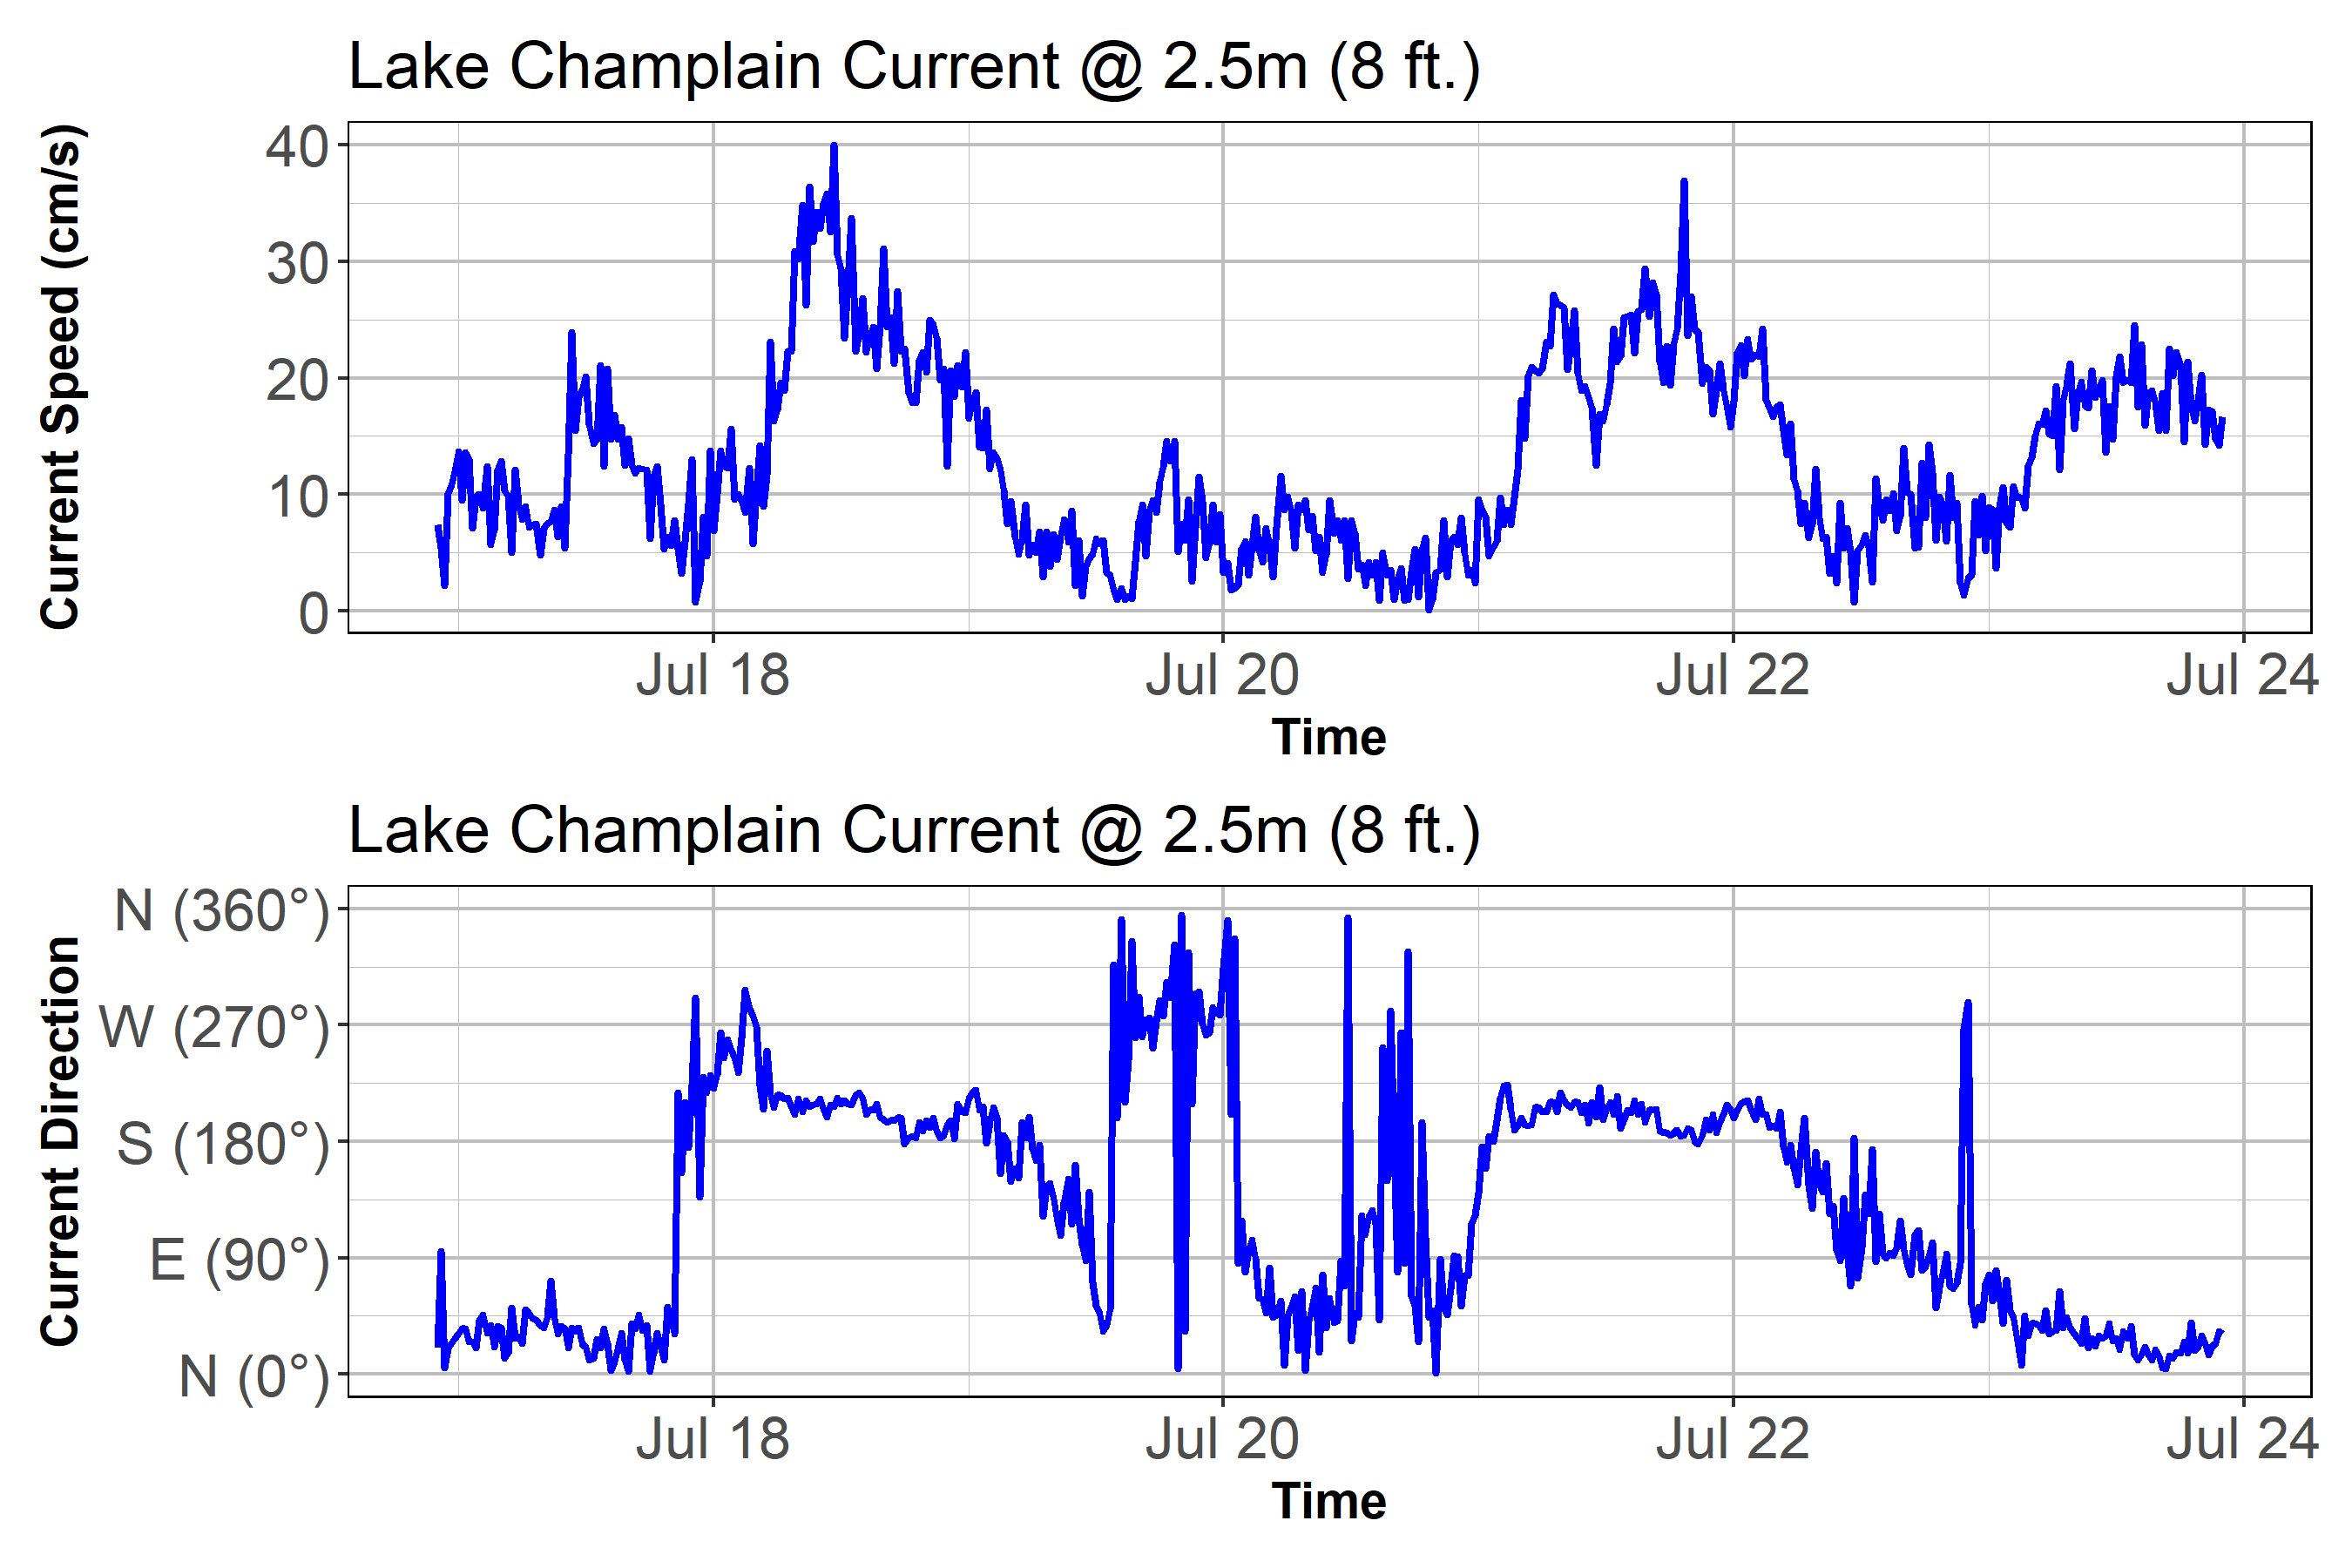 Lake Champlain Current @ 2.5m (8 ft.)
Current Speed (cm/s)
40
30
20
10
0
Jul 18 Jul 20 Jul 22 Jul 24
Time
Lake Champlain Current @ 2.5m (8 ft.)
Current Direction
N (360°)
W (270°)
S (180°)
E (90°)
N (0°)
Jul 18 Jul 20 Jul 22 Jul 24
Time